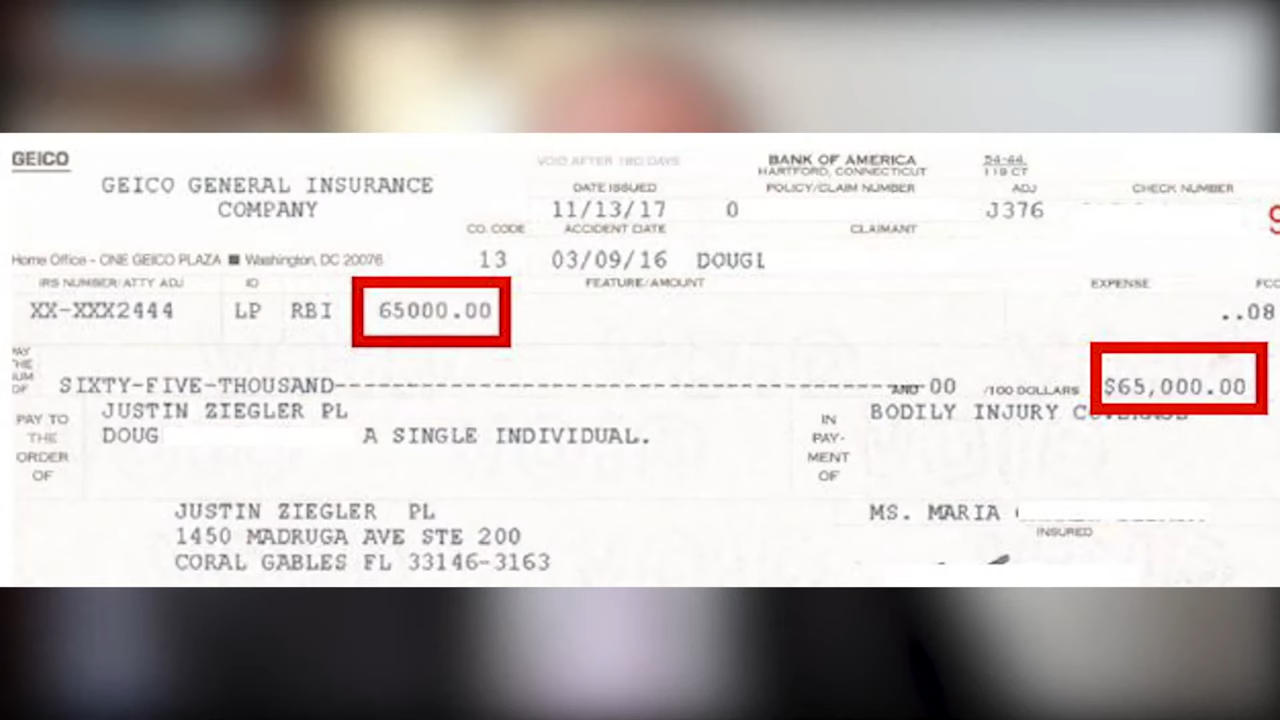 GEICO
VOID AFTER 180 DAYS
BANK OF AMERICA
HARTFORD, CONNECTICUT
GEICO GENERAL INSURANCE
COMPANY
DATE ISSUED POLICY/CLAIM NUMBER ADJ CHECK NUMBER
11/13/17 0 J376
CO. CODE ACCIDENT DATE CLAIMANT
Home Office - ONE GEICO PLAZA ■ Washington, DC 20076 13 03/09/16 DOUGL
IRS NUMBER/ATTY ADJ ID FEATURE/AMOUNT EXPENSE
XX-XXX2444 LP RBI 65000.00 ..08
SIXTY-FIVE-THOUSAND AND 00 /100 DOLLARS $65,000.00
PAY TO THE ORDER OF
JUSTIN ZIEGLER PL
DOUG A SINGLE INDIVIDUAL.
IN PAY-MENT OF
BODILY INJURY
JUSTIN ZIEGLER PL
1450 MADRUGA AVE STE 200
CORAL GABLES FL 33146-3163
MS. MARIA
INSURED